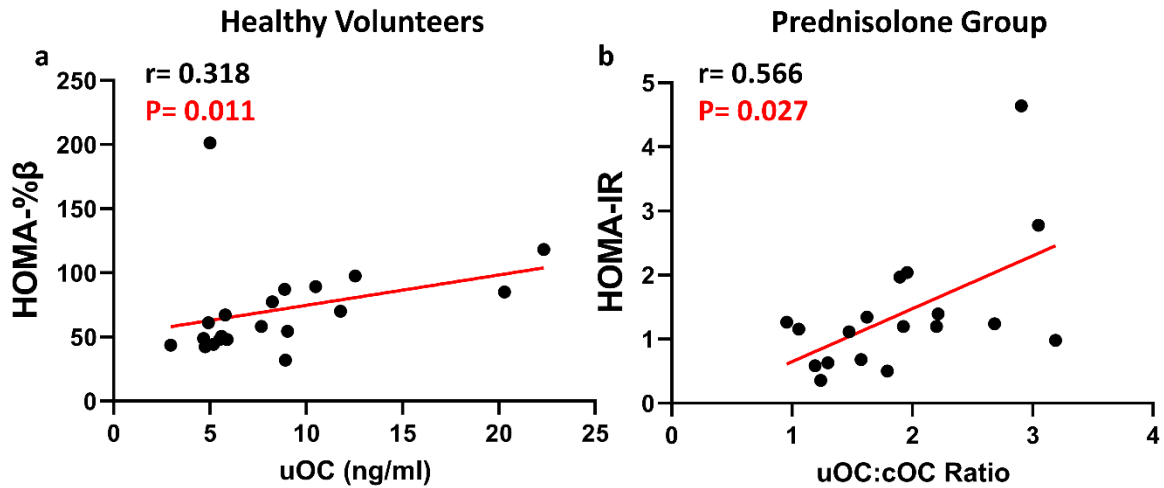 Healthy Volunteers
a
r= 0.318
P= 0.011
250
200
150
100
50
0
HOMA-%β
0 5 10 15 20 25
uOC (ng/ml)
Prednisolone Group
b
r= 0.566
P= 0.027
5
4
3
2
1
0
HOMA-IR
0 1 2 3 4
uOC:cOC Ratio